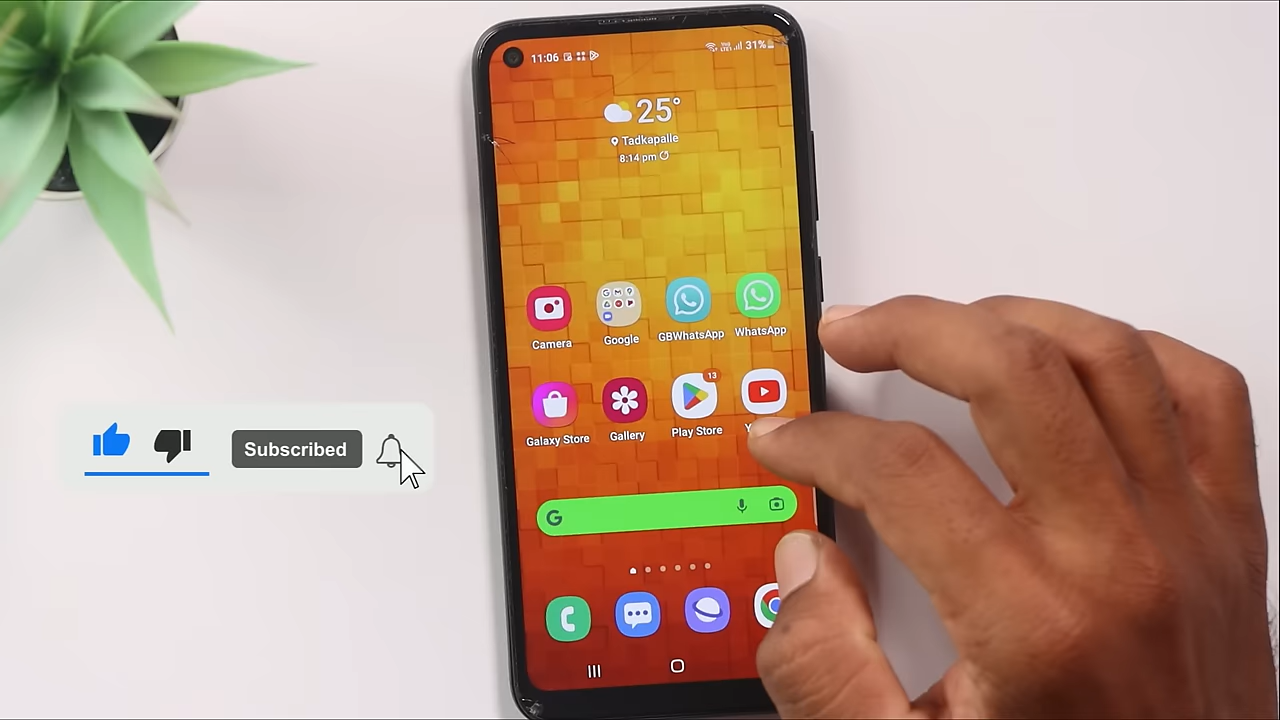 11:06
31%
25°
Tadkapalle
8:14 pm
Camera
Google
GBWhatsApp
WhatsApp
13
Galaxy Store
Gallery
Play Store
Subscribed
G